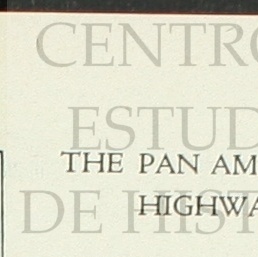 CENTRO
ESTUD
THE PAN AM
HIGHWA
DE HIST